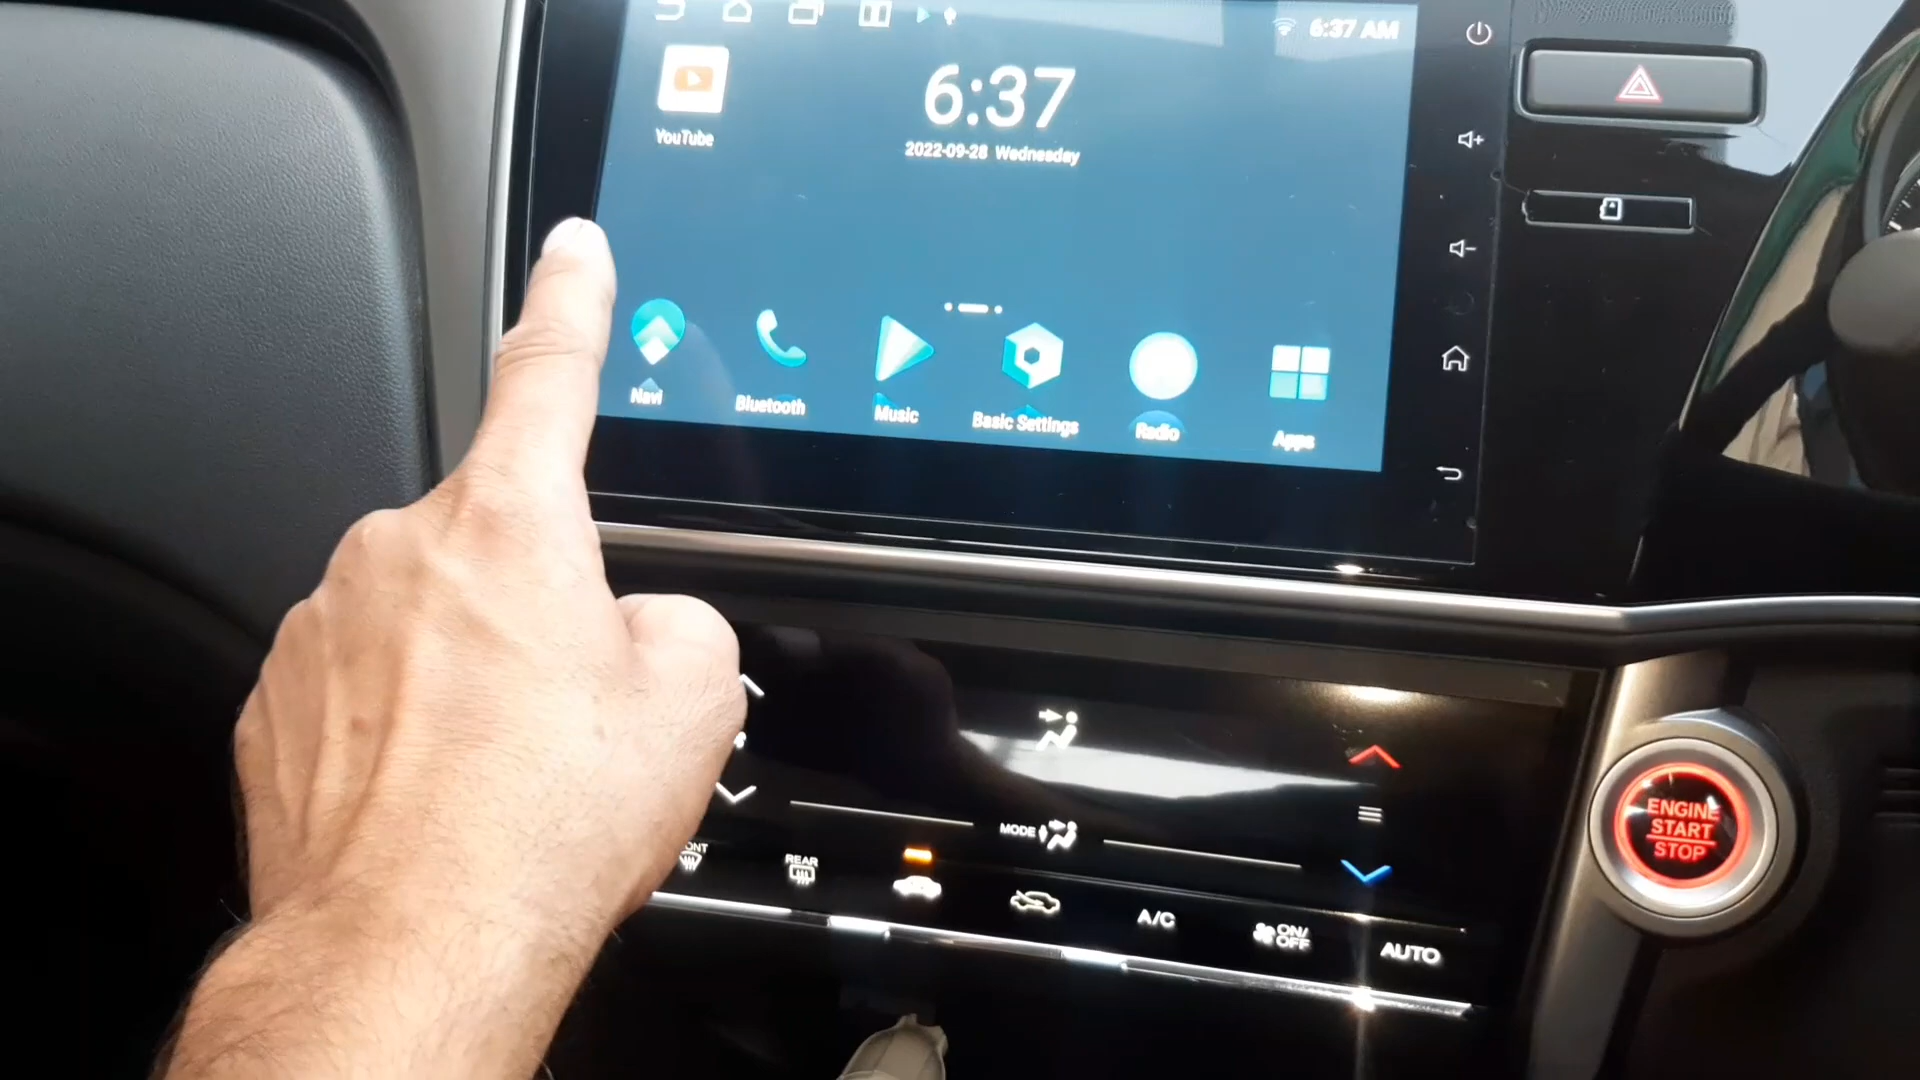 6:37 AM
YouTube
6:37
2022-09-28 Wednesday
Navi
Bluetooth
Music
Basic Settings
Radio
Apps
MODE
REAR
A/C
ON/
OFF
AUTO
ENGINE
START
STOP